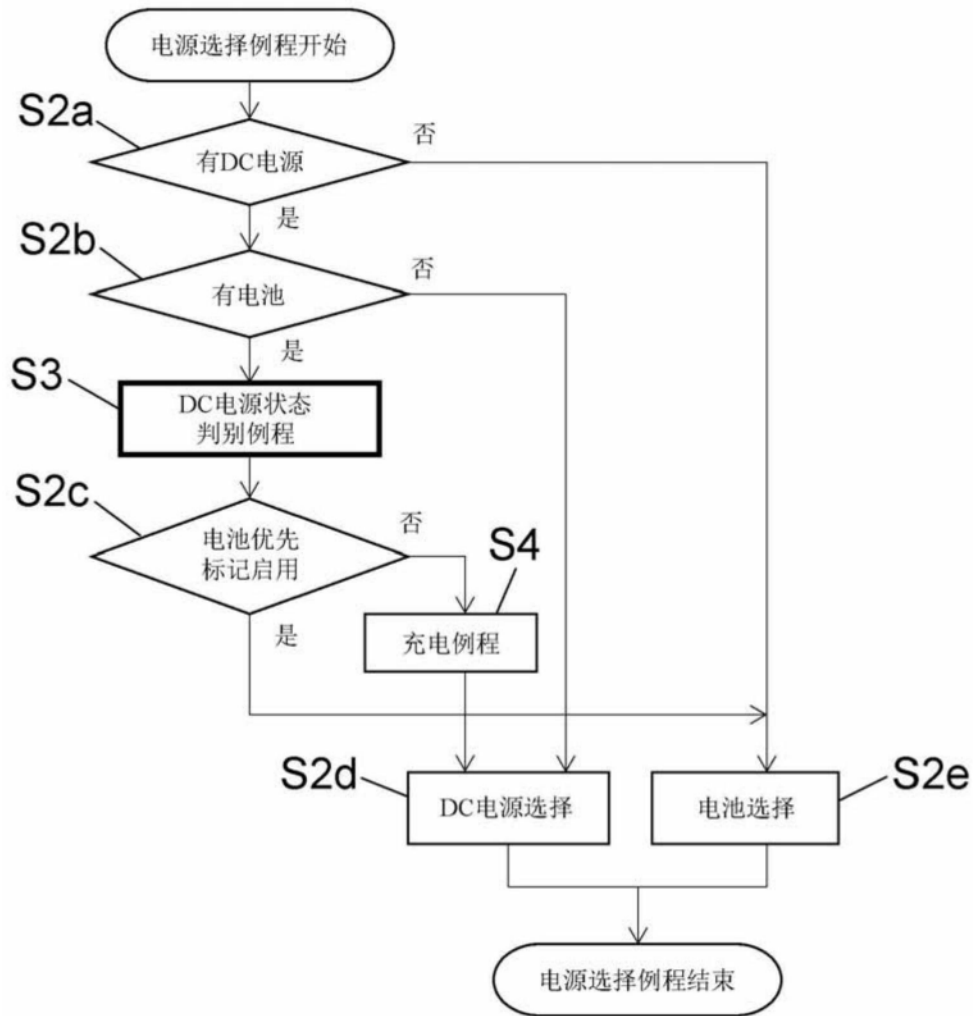 电源选择例程开始
S2a
有DC电源
否
是
S2b
有电池
否
是
S3
DC电源状态
判别例程
S2c
电池优先
标记启用
否
是
S4
充电例程
S2d
DC电源选择
电池选择
S2e
电源选择例程结束